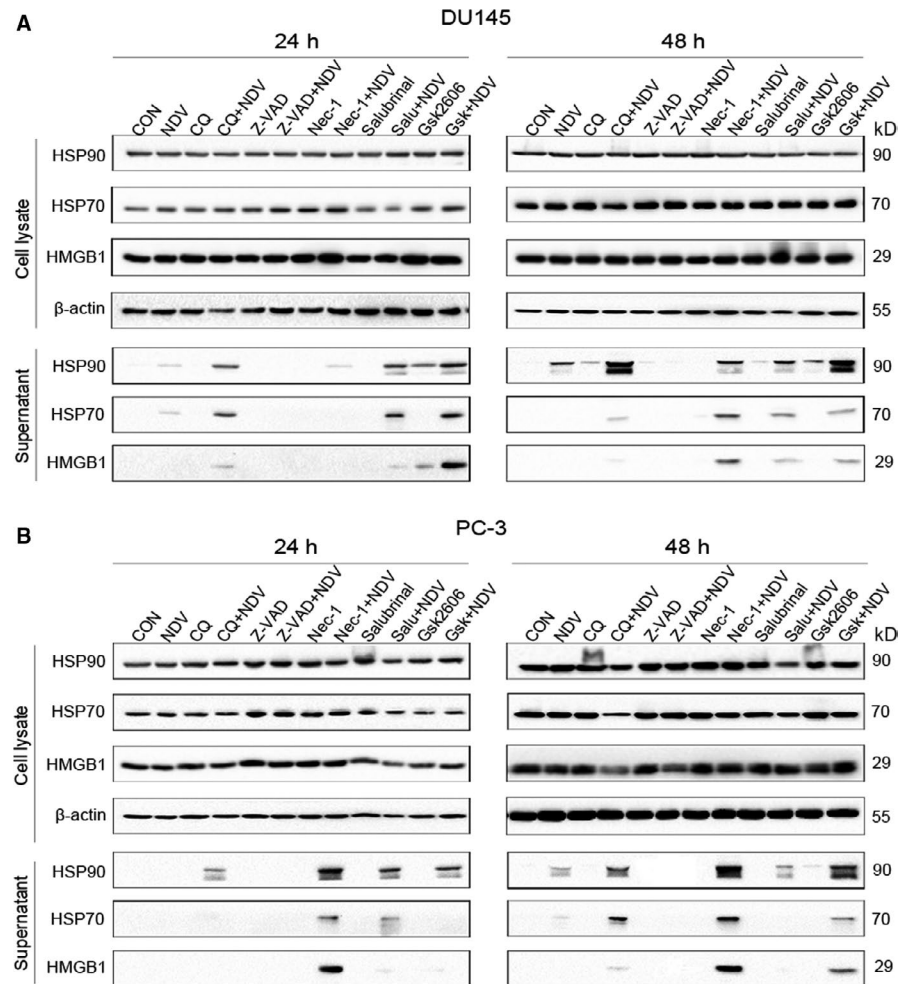 A
DU145
24 h
48 h
CON NDV CQ CQ+NDV Z-VAD Z-VAD+NDV Nec-1 Nec-1+NDV Salubrinal Salu+NDV Gsk2606 Gsk+NDV
CON NDV CQ CQ+NDV Z-VAD Z-VAD+NDV Nec-1 Nec-1+NDV Salubrinal Salu+NDV Gsk2606 Gsk+NDV
kD
Cell lysate
HSP90 90
HSP70 70
HMGB1 29
β-actin 55
Supernatant
HSP90 90
HSP70 70
HMGB1 29
B
PC-3
24 h
48 h
CON NDV CQ CQ+NDV Z-VAD Z-VAD+NDV Nec-1 Nec-1+NDV Salubrinal Salu+NDV Gsk2606 Gsk+NDV
CON NDV CQ CQ+NDV Z-VAD Z-VAD+NDV Nec-1 Nec-1+NDV Salubrinal Salu+NDV Gsk2606 Gsk+NDV
kD
Cell lysate
HSP90 90
HSP70 70
HMGB1 29
β-actin 55
Supernatant
HSP90 90
HSP70 70
HMGB1 29